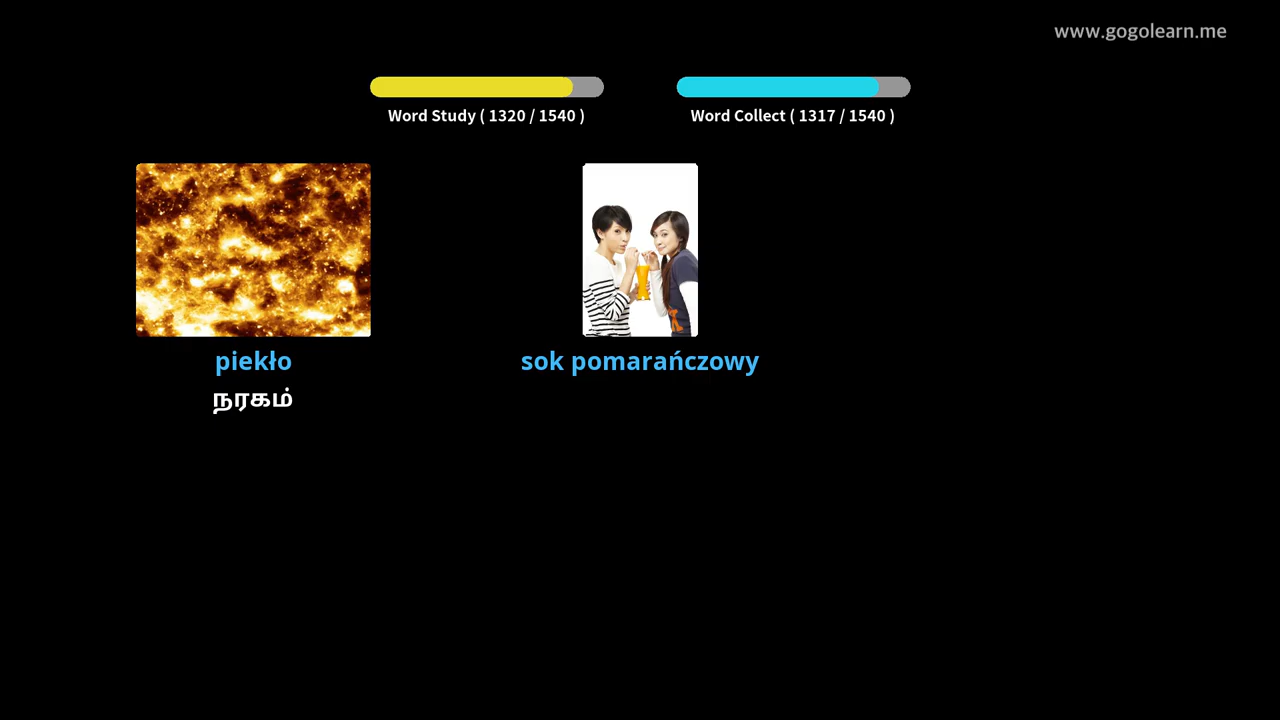 www.gogolearn.me
Word Study ( 1320 / 1540 )
Word Collect ( 1317 / 1540 )
piekło
sok pomarańczowy
நரகம்